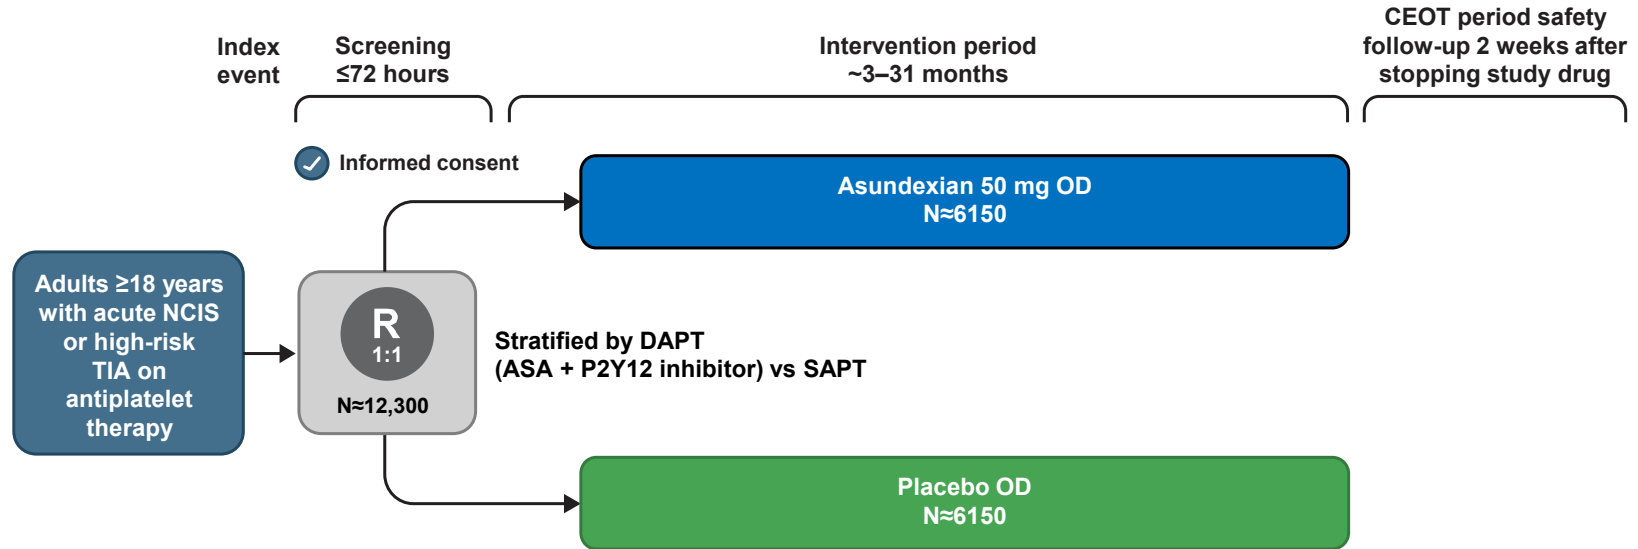 Index
event
Screening
≤72 hours
Intervention period
~3–31 months
CEOT period safety
follow-up 2 weeks after
stopping study drug
Informed consent
Asundexian 50 mg OD
N≈6150
Adults ≥18 years
with acute NCIS
or high-risk
TIA on
antiplatelet
therapy
R
1:1
N≈12,300
Stratified by DAPT
(ASA + P2Y12 inhibitor) vs SAPT
Placebo OD
N≈6150